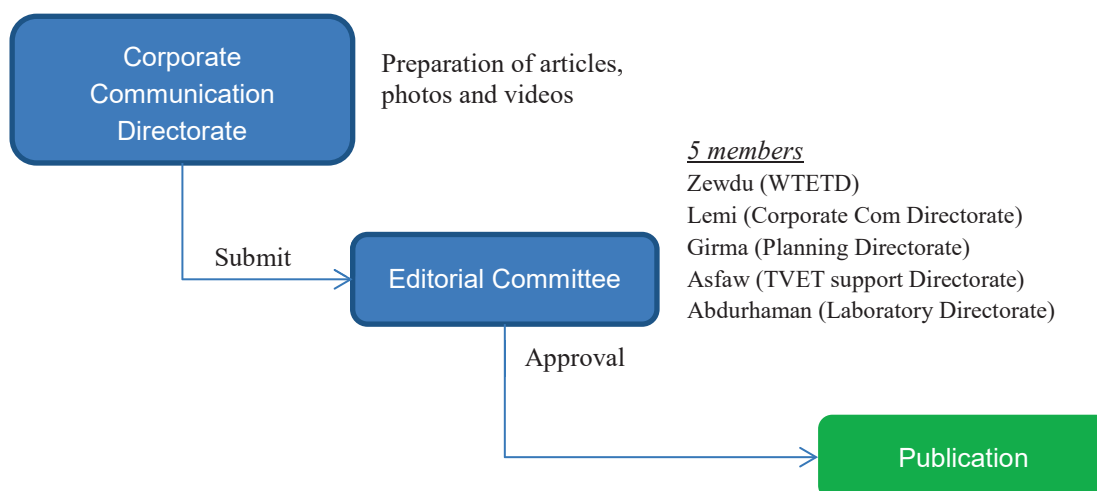 Corporate
Communication
Directorate
Preparation of articles,
photos and videos
5 members
Zewdu (WTETD)
Lemi (Corporate Com Directorate)
Girma (Planning Directorate)
Asfaw (TVET support Directorate)
Abdurhaman (Laboratory Directorate)
Submit
Editorial Committee
Approval
Publication